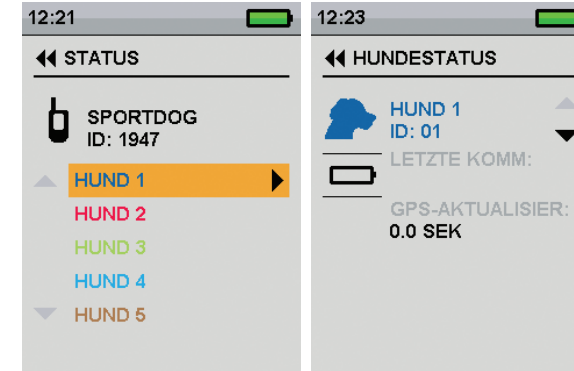 12:21
STATUS
SPORTDOG
ID: 1947
HUND 1
HUND 2
HUND 3
HUND 4
HUND 5
12:23
HUNDESTATUS
HUND 1
ID: 01
LETZTE KOMM:
GPS-AKTUALISIER:
0.0 SEK